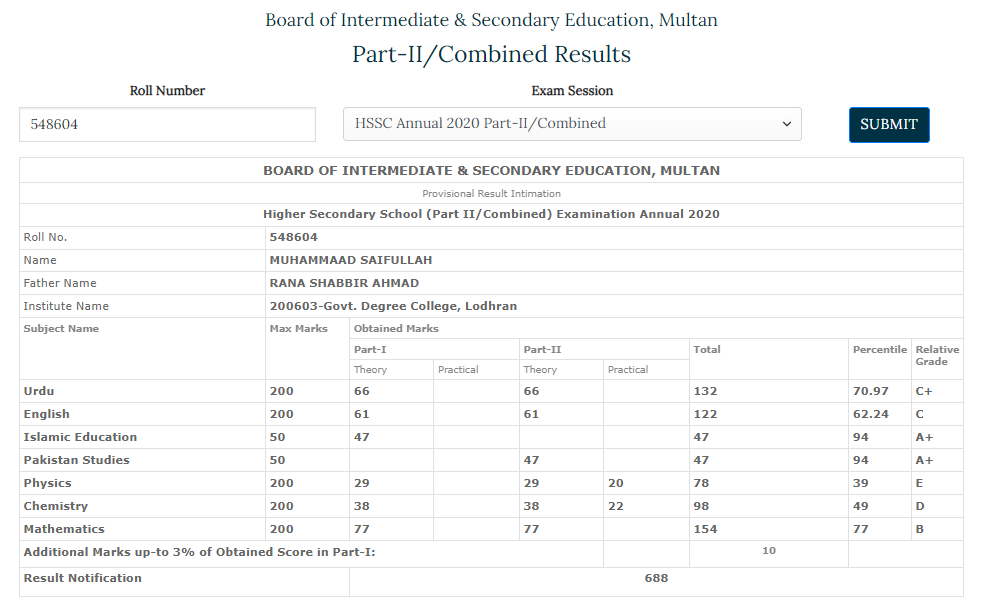 Board of Intermediate & Secondary Education, Multan
Part-II/Combined Results
Roll Number Exam Session
548604 HSSC Annual 2020 Part-II/Combined SUBMIT
BOARD OF INTERMEDIATE & SECONDARY EDUCATION, MULTAN
Provisional Result Intimation
Higher Secondary School (Part II/Combined) Examination Annual 2020
Roll No. 548604
Name MUHAMMAAD SAIFULLAH
Father Name RANA SHABBIR AHMAD
Institute Name 200603-Govt. Degree College, Lodhran
Subject Name Max Marks Obtained Marks
Part-I Part-II Total Percentile Relative Grade
Theory Practical Theory Practical
Urdu 200 66 66 132 70.97 C+
English 200 61 61 122 62.24 C
Islamic Education 50 47 47 94 A+
Pakistan Studies 50 47 47 94 A+
Physics 200 29 29 20 78 39 E
Chemistry 200 38 38 22 98 49 D
Mathematics 200 77 77 154 77 B
Additional Marks up-to 3% of Obtained Score in Part-I: 10
Result Notification 688